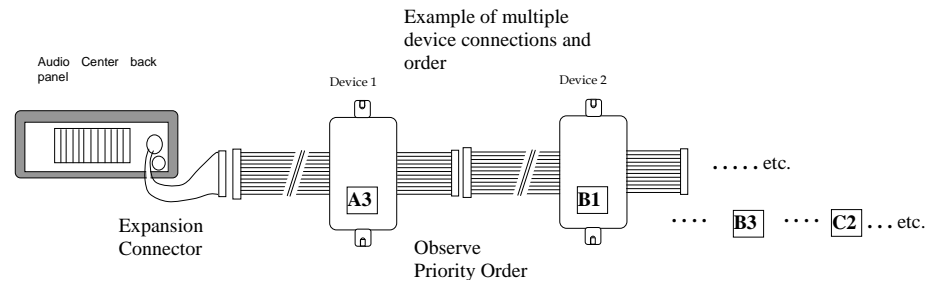 Example of multiple
device connections and
order
Audio Center back
panel
Device 1
Device 2
A3
B1
..... etc.
.... B3 .... C2 ... etc.
Expansion
Connector
Observe
Priority Order